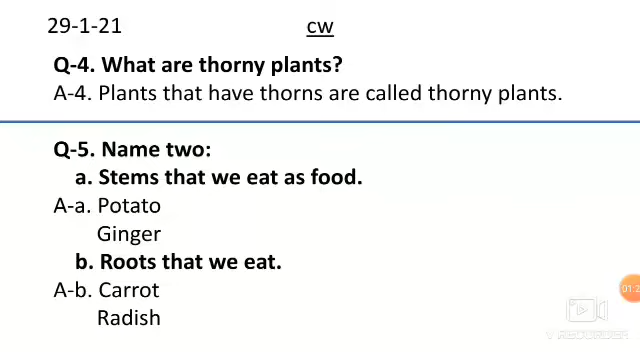 29-1-21 cw
Q-4. What are thorny plants?
A-4. Plants that have thorns are called thorny plants.
Q-5. Name two:
a. Stems that we eat as food.
A-a. Potato
Ginger
b. Roots that we eat.
A-b. Carrot
Radish